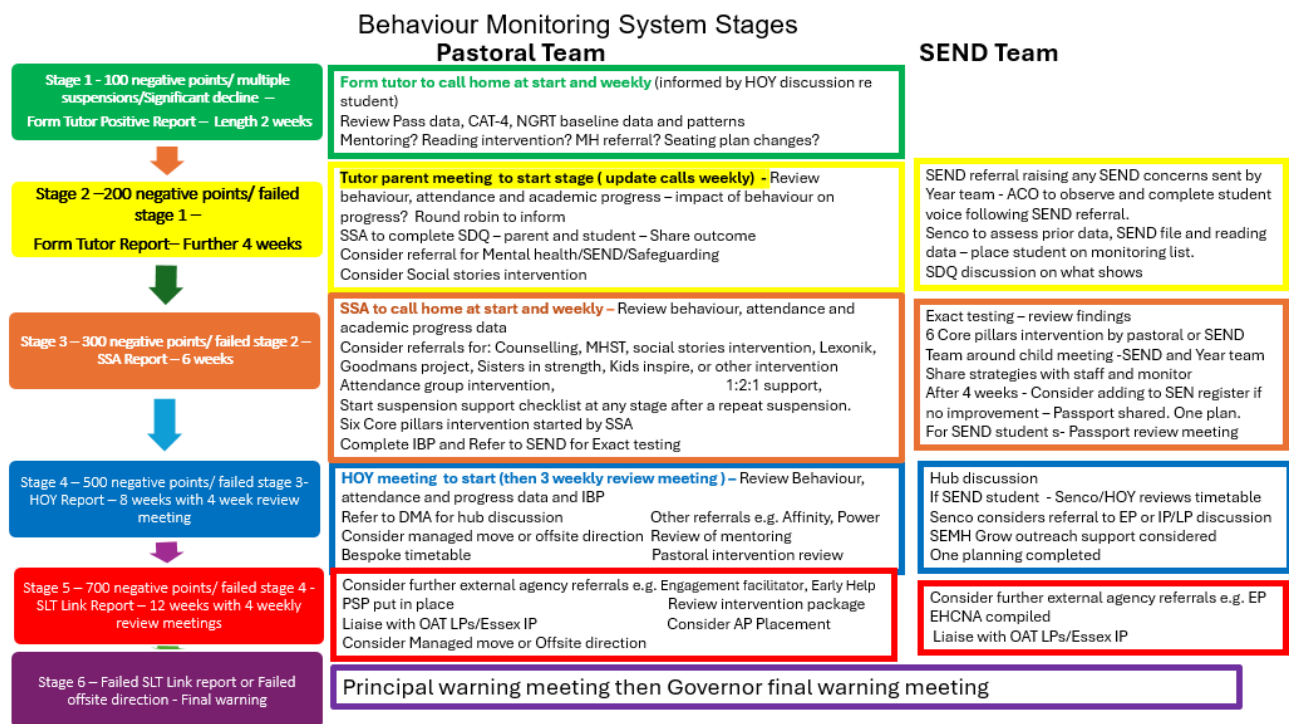 Behaviour Monitoring System Stages
Pastoral Team
SEND Team
Stage 1 - 100 negative points/ multiple
suspensions/Significant decline –
Form Tutor Positive Report – Length 2 weeks
Form tutor to call home at start and weekly (informed by HOY discussion re
student)
Review Pass data, CAT-4, NGRT baseline data and patterns
Mentoring? Reading intervention? MH referral? Seating plan changes?
Stage 2 –200 negative points/ failed
stage 1 –
Form Tutor Report– Further 4 weeks
Tutor parent meeting to start stage ( update calls weekly) - Review
behaviour, attendance and academic progress – impact of behaviour on
progress? Round robin to inform
SSA to complete SDQ – parent and student – Share outcome
Consider referral for Mental health/SEND/Safeguarding
Consider Social stories intervention
SEND referral raising any SEND concerns sent by
Year team - ACO to observe and complete student
voice following SEND referral.
Senco to assess prior data, SEND file and reading
data – place student on monitoring list.
SDQ discussion on what shows
Stage 3 – 300 negative points/ failed stage 2 –
SSA Report – 6 weeks
SSA to call home at start and weekly – Review behaviour, attendance and
academic progress data
Consider referrals for: Counselling, MHST, social stories intervention, Lexonik,
Goodmans project, Sisters in strength, Kids inspire, or other intervention
Attendance group intervention, 1:2:1 support,
Start suspension support checklist at any stage after a repeat suspension.
Six Core pillars intervention started by SSA
Complete IBP and Refer to SEND for Exact testing
Exact testing – review findings
6 Core pillars intervention by pastoral or SEND
Team around child meeting -SEND and Year team
Share strategies with staff and monitor
After 4 weeks - Consider adding to SEN register if
no improvement – Passport shared. One plan.
For SEND student s- Passport review meeting
Stage 4 – 500 negative points/ failed stage 3-
HOY Report – 8 weeks with 4 week review
meeting
HOY meeting to start (then 3 weekly review meeting ) – Review Behaviour,
attendance and progress data and IBP
Refer to DMA for hub discussion Other referrals e.g. Affinity, Power
Consider managed move or offsite direction Review of mentoring
Bespoke timetable Pastoral intervention review
Hub discussion
If SEND student - Senco/HOY reviews timetable
Senco considers referral to EP or IP/LP discussion
SEMH Grow outreach support considered
One planning completed
Stage 5 – 700 negative points/ failed stage 4 -
SLT Link Report – 12 weeks with 4 weekly
review meetings
Consider further external agency referrals e.g. Engagement facilitator, Early Help
PSP put in place Review intervention package
Liaise with OAT LPs/Essex IP Consider AP Placement
Consider Managed move or Offsite direction
Consider further external agency referrals e.g. EP
EHCNA compiled
Liaise with OAT LPs/Essex IP
Stage 6 – Failed SLT Link report or Failed
offsite direction - Final warning
Principal warning meeting then Governor final warning meeting